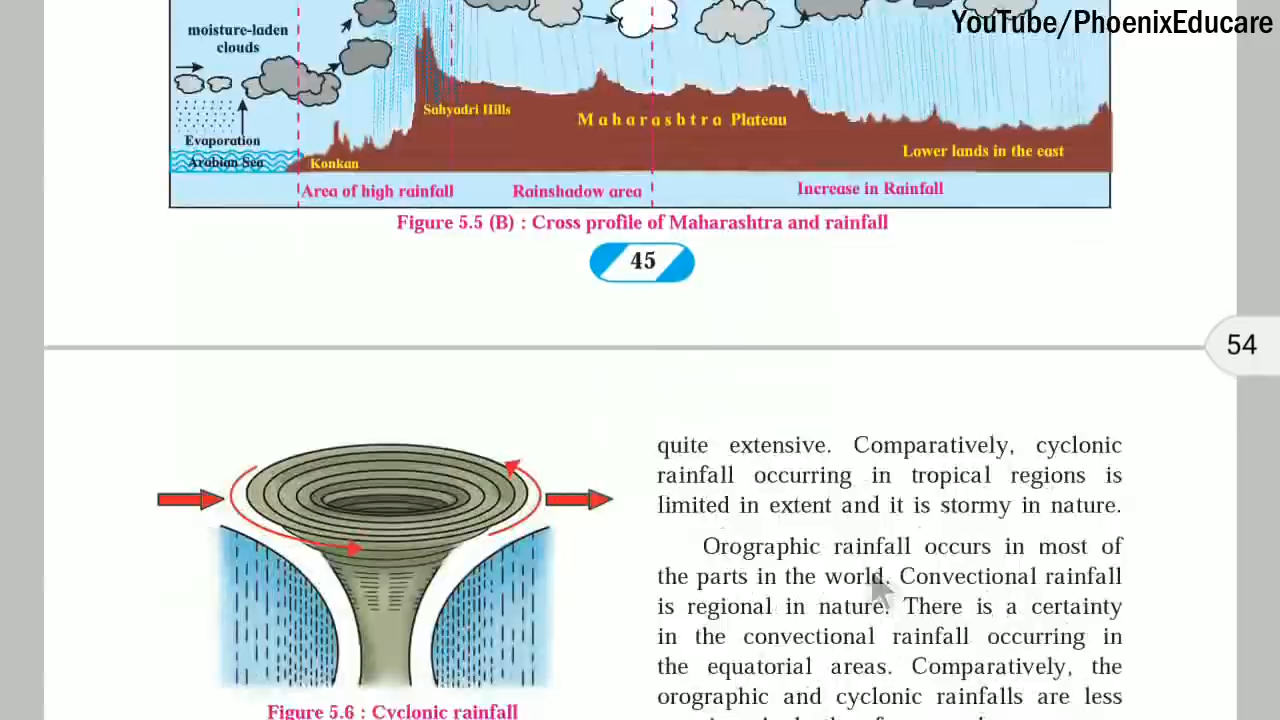 YouTube/PhoenixEducare
moisture-laden
clouds
Evaporation
Arabian Sea
Konkan
Sahyadri Hills
Maharashtra Plateau
Lower lands in the east
Area of high rainfall
Rainshadow area
Increase in Rainfall
Figure 5.5 (B) : Cross profile of Maharashtra and rainfall
45
54
Figure 5.6 : Cyclonic rainfall
quite extensive. Comparatively, cyclonic
rainfall occurring in tropical regions is
limited in extent and it is stormy in nature.
Orographic rainfall occurs in most of
the parts in the world. Convectional rainfall
is regional in nature. There is a certainty
in the convectional rainfall occurring in
the equatorial areas. Comparatively, the
orographic and cyclonic rainfalls are less